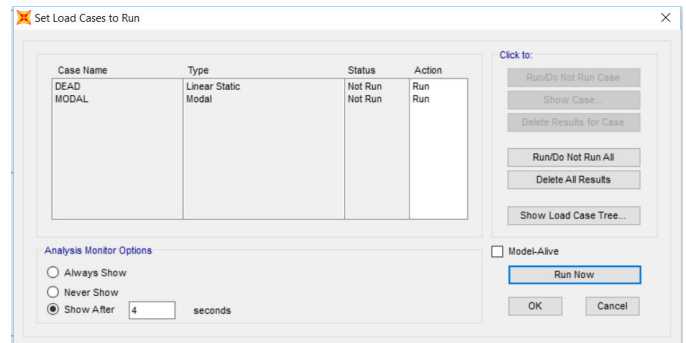 Set Load Cases to Run
Click to:
Case Name Type Status Action
DEAD Linear Static Not Run Run
MODAL Modal Not Run Run
Run/Do Not Run Case
Show Case...
Delete Results for Case
Run/Do Not Run All
Delete All Results
Show Load Case Tree...
Analysis Monitor Options
Always Show
Never Show
Show After 4 seconds
Model-Alive
Run Now
OK Cancel